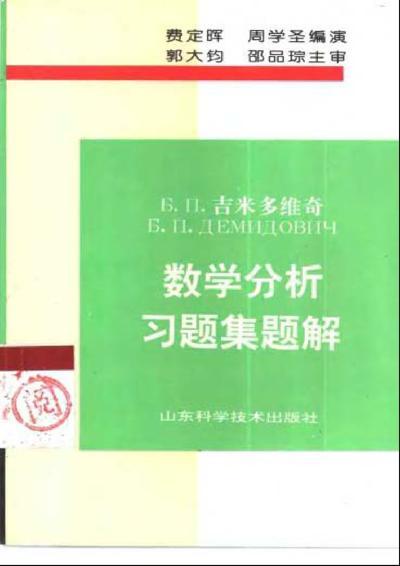 费定晖 周学圣编演
郭大钧 邵品琮主审
Б. П. 吉米多维奇
Б. П. ДЕМИДОВИЧ
数学分析
习题集题解
山东科学技术出版社
阅